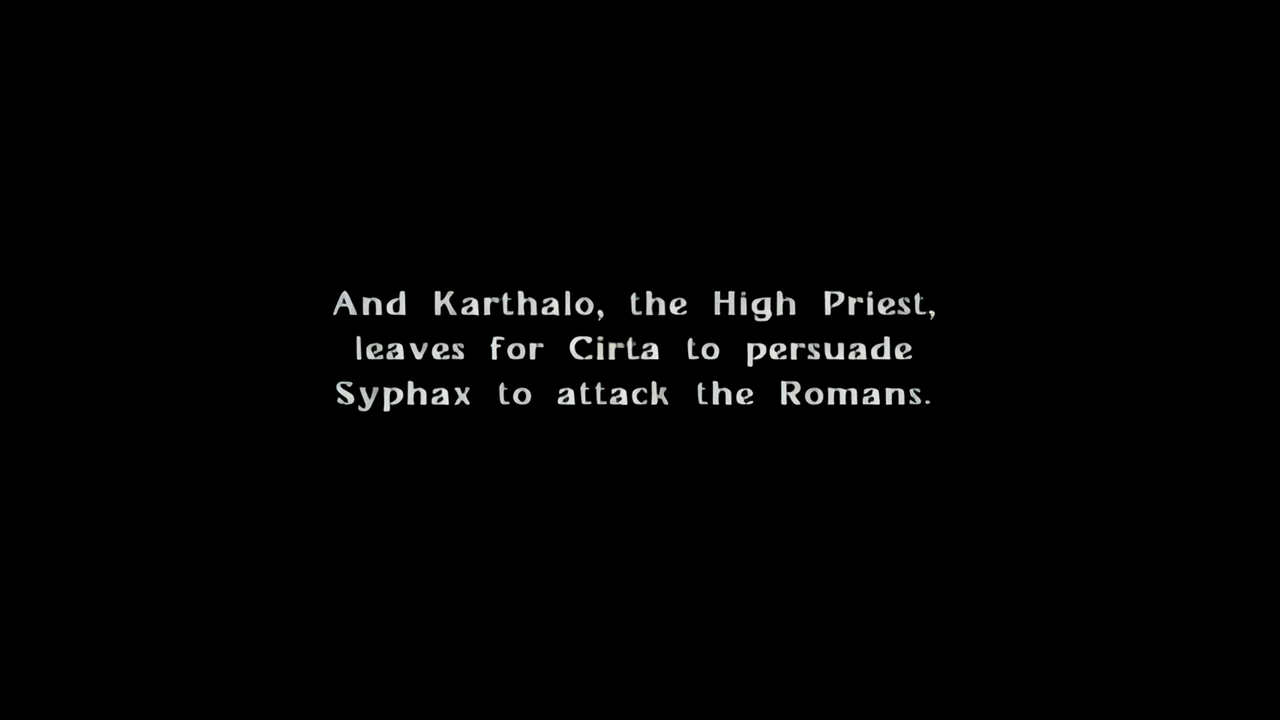 And Karthalo, the High Priest,
leaves for Cirta to persuade
Syphax to attack the Romans.